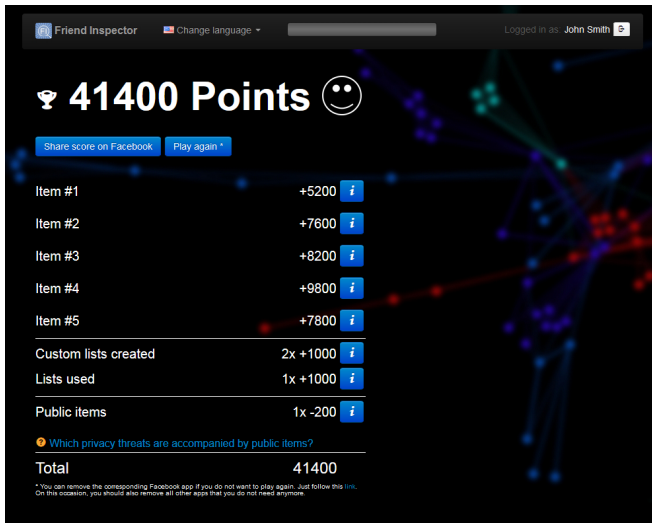 Friend Inspector Change language Logged in as: John Smith
41400 Points
Share score on Facebook Play again *
Item #1 +5200 i
Item #2 +7600 i
Item #3 +8200 i
Item #4 +9800 i
Item #5 +7800 i
Custom lists created 2x +1000 i
Lists used 1x +1000 i
Public items 1x -200 i
? Which privacy threats are accompanied by public items?
Total 41400
* You can remove the corresponding Facebook app if you do not want to play again. Just follow this link.
On this occasion, you should also remove all other apps that you do not need anymore.